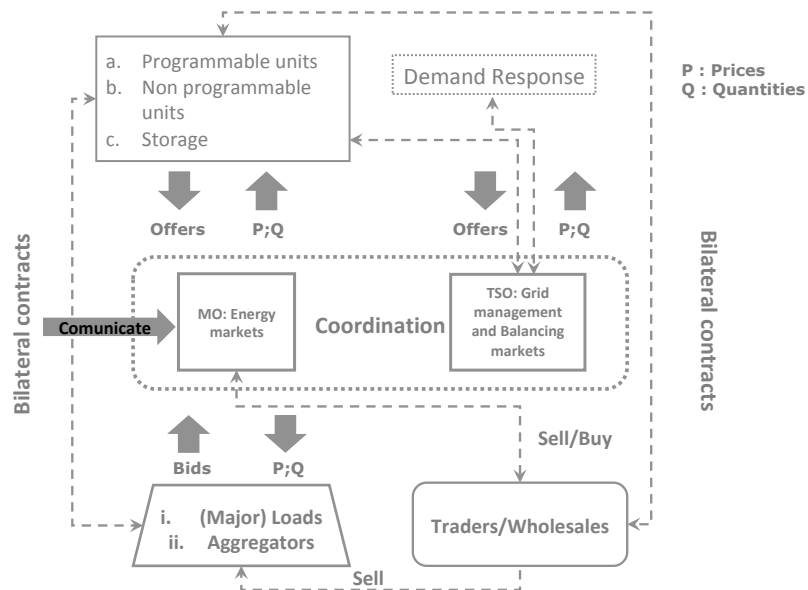 a. Programmable units
b. Non programmable
units
c. Storage
Demand Response
P : Prices
Q : Quantities
Offers
P;Q
Offers
P;Q
Bilateral contracts
Bilateral contracts
Comunicate
MO: Energy
markets
Coordination
TSO: Grid
management
and Balancing
markets
Bids
P;Q
Sell/Buy
i. (Major) Loads
ii. Aggregators
Traders/Wholesales
Sell